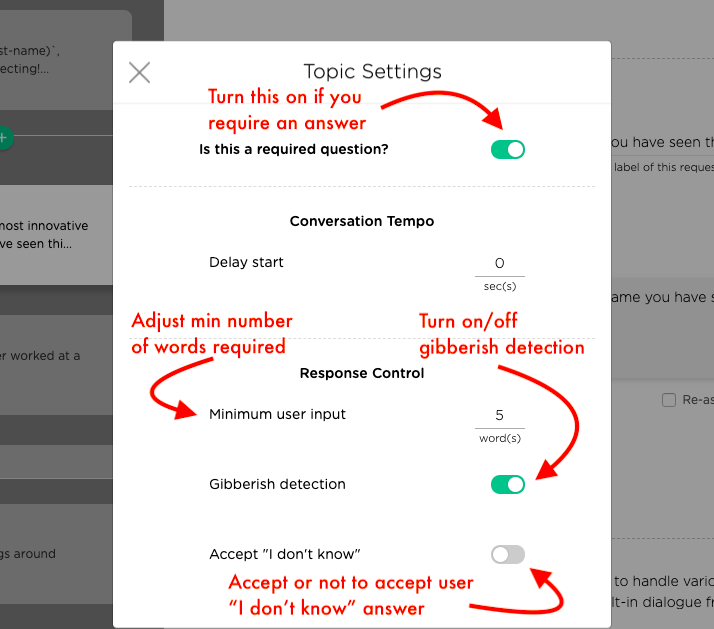 st-name)`,
ecting!...
Topic Settings
Turn this on if you
require an answer
Is this a required question?
ou have seen th
label of this reques
most innovative
ve seen thi...
Conversation Tempo
Delay start
0
sec(s)
ame you have s
Adjust min number
of words required
Turn on/off
gibberish detection
er worked at a
Response Control
Re-as
Minimum user input
5
word(s)
Gibberish detection
gs around
Accept "I don't know"
Accept or not to accept user
“I don’t know” answer
to handle vario
lt-in dialogue fr